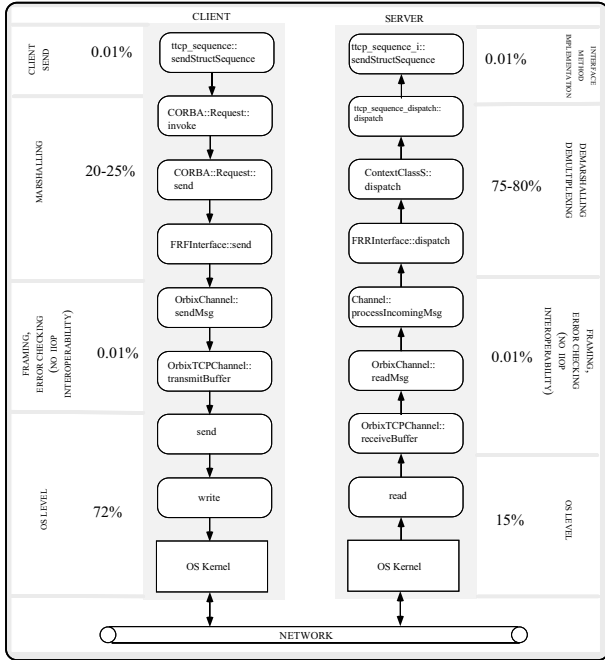 CLIENT
SERVER
CLIENT
SEND
0.01%
ttcp_sequence::
sendStructSequence
ttcp_sequence_i::
sendStructSequence
0.01%
INTERFACE
METHOD
IMPLEMENTATION
MARSHALLING
20-25%
CORBA::Request::
invoke
CORBA::Request::
send
FRFInterface::send
ttcp_sequence_dispatch::
dispatch
ContextClassS::
dispatch
FRRInterface::dispatch
75-80%
DEMARSHALLING
DEMULTIPLEXING
FRAMING,
ERROR CHECKING
(NO IIOP
INTEROPERABILITY)
0.01%
OrbixChannel::
sendMsg
OrbixTCPChannel::
transmitBuffer
Channel::
processIncomingMsg
OrbixChannel::
readMsg
OrbixTCPChannel::
receiveBuffer
0.01%
FRAMING,
ERROR CHECKING
(NO IIOP
INTEROPERABILITY)
OS LEVEL
72%
send
write
OS Kernel
read
OS Kernel
15%
OS LEVEL
NETWORK